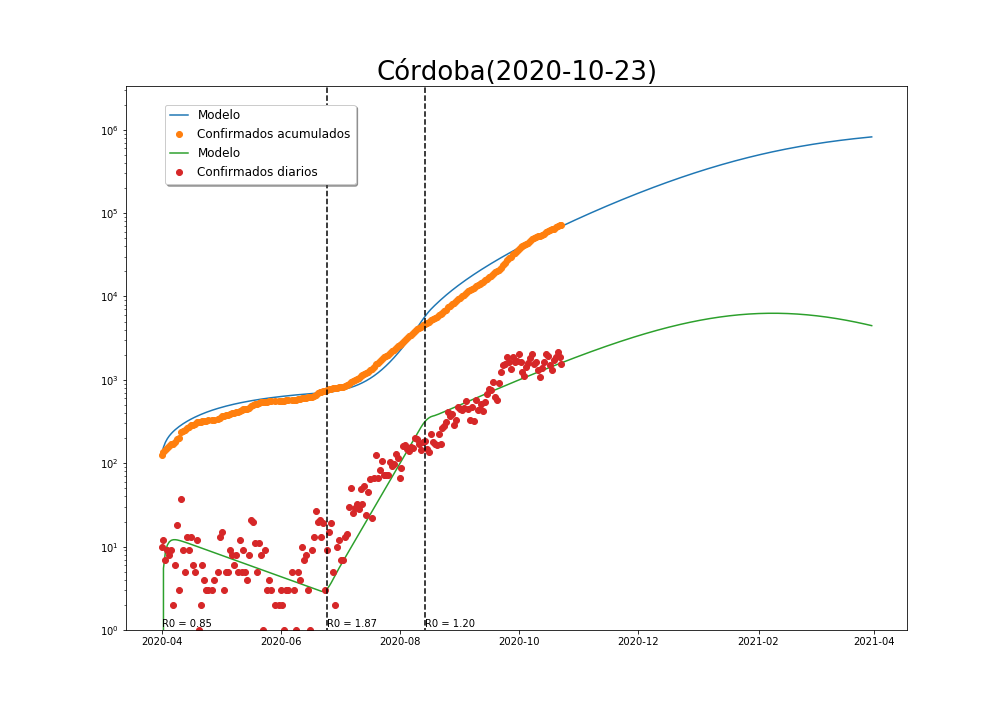 Córdoba(2020-10-23)
Modelo
Confirmados acumulados
Modelo
Confirmados diarios
10⁶
10⁵
10⁴
10³
10²
10¹
10⁰
R0 = 0.85 R0 = 1.87 R0 = 1.20
2020-04 2020-06 2020-08 2020-10 2020-12 2021-02 2021-04